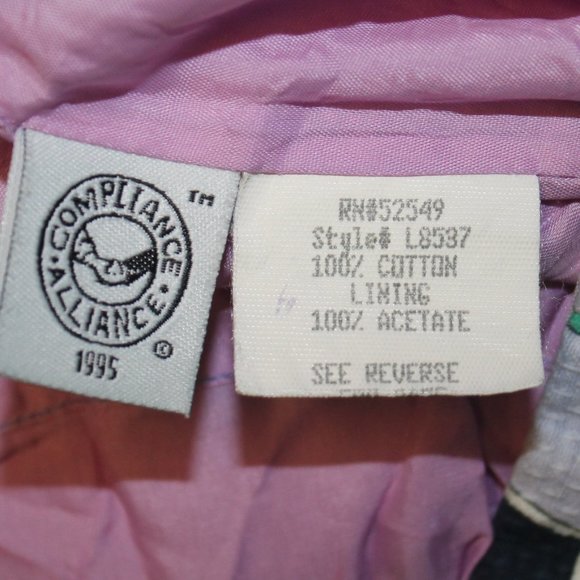 COMPLIANCE
ALLIANCE
TM
©
1995
RN#52549
Style# L8537
100% COTTON
LINING
100% ACETATE
SEE REVERSE